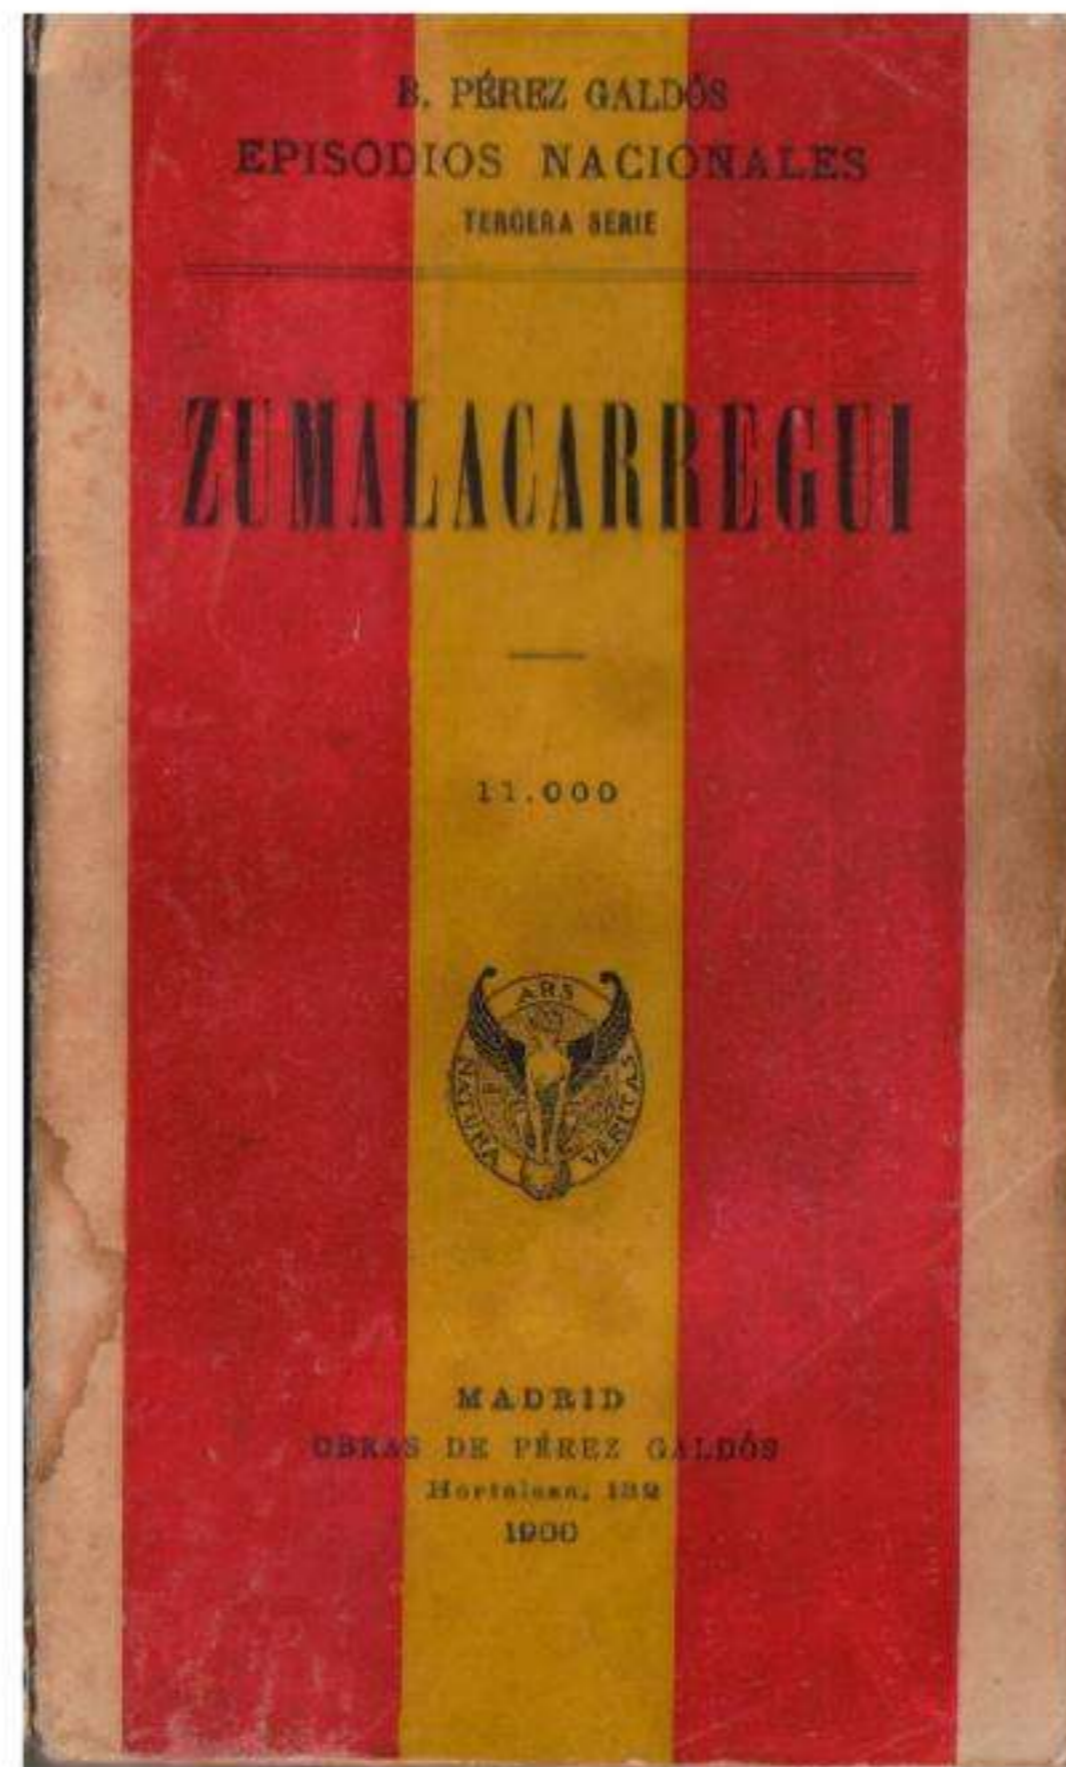 B. PÉREZ GALDÓS
EPISODIOS NACIONALES
TERCERA SERIE
ZUMALACARREGUI
11.000
ARS
NATURA
VERITAS
MADRID
OBRAS DE PÉREZ GALDÓS
Hortaleza, 132
1900